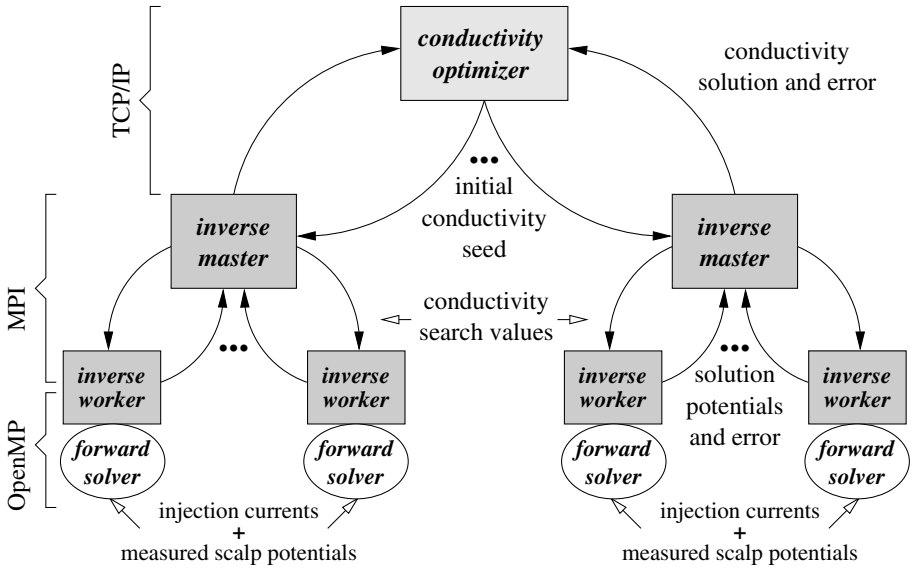 conductivity
optimizer
conductivity
solution and error
TCP/IP
•••
initial
conductivity
seed
inverse
master
inverse
master
MPI
conductivity
search values
•••
•••
inverse
worker
inverse
worker
inverse
worker
inverse
worker
solution
potentials
and error
OpenMP
forward
solver
forward
solver
forward
solver
forward
solver
injection currents
+
measured scalp potentials
injection currents
+
measured scalp potentials